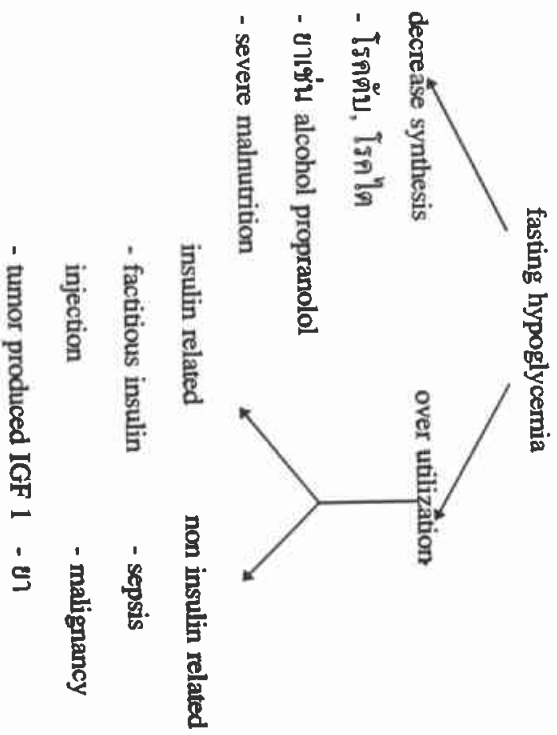 fasting hypoglycemia
decrease synthesis
- โรคตับ, โรคไต
- ยาเช่น alcohol propranolol
- severe malnutrition
over utilization
insulin related
- factitious insulin
injection
- tumor produced IGF 1
non insulin related
- sepsis
- malignancy
- ยา